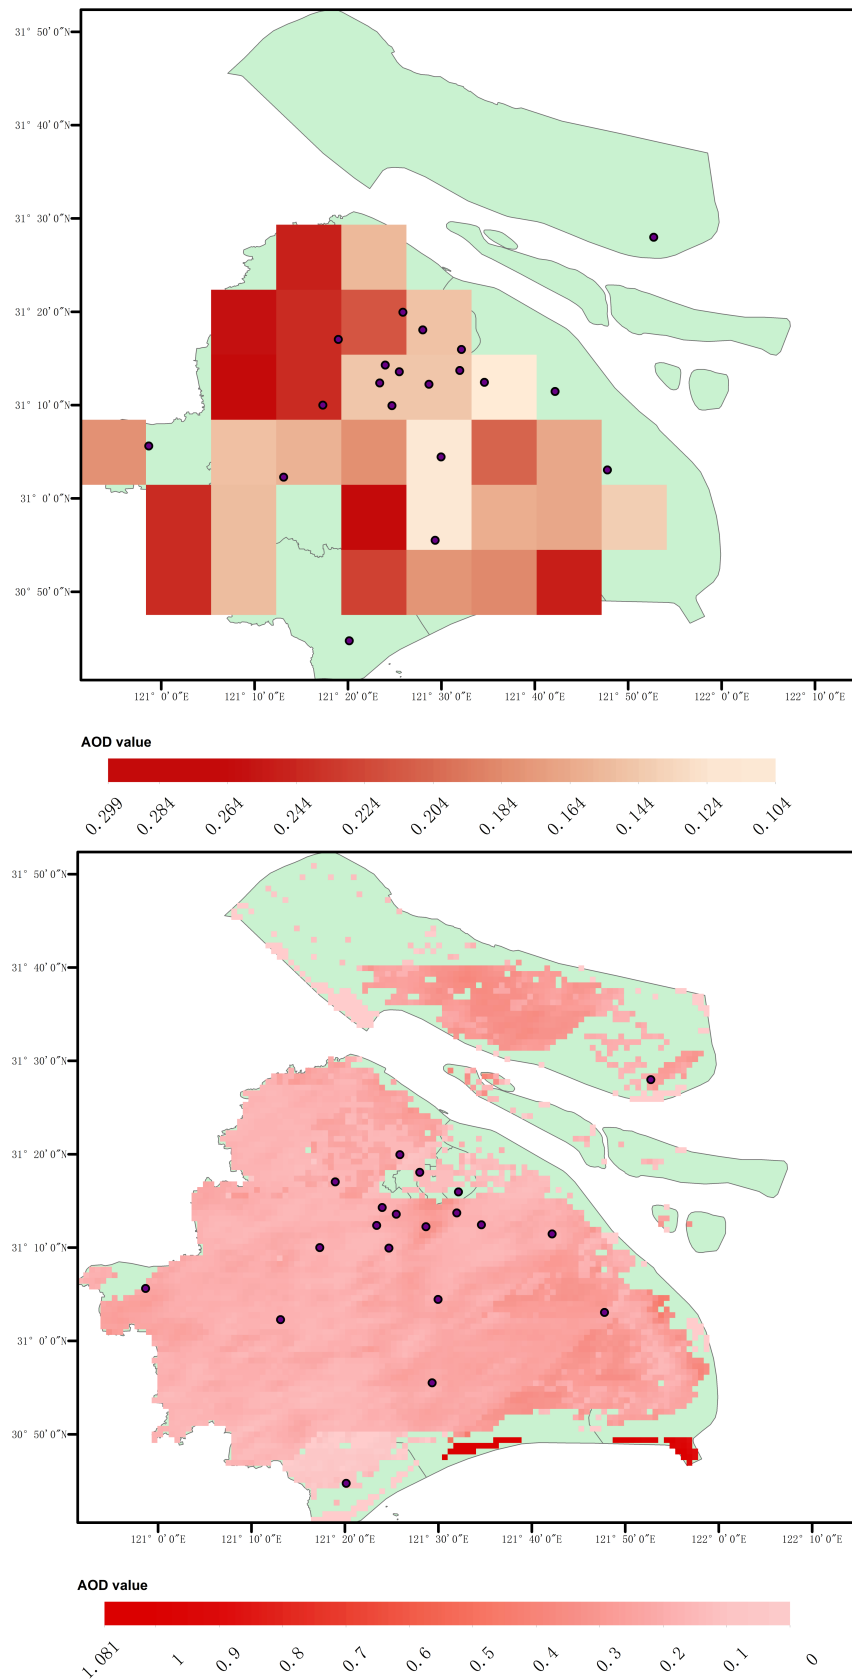 31° 50′0″N
31° 40′0″N
31° 30′0″N
31° 20′0″N
31° 10′0″N
31° 0′0″N
30° 50′0″N
121° 0′0″E 121° 10′0″E 121° 20′0″E 121° 30′0″E 121° 40′0″E 121° 50′0″E 122° 0′0″E 122° 10′0″E
AOD value
0.299 0.284 0.264 0.244 0.224 0.204 0.184 0.164 0.144 0.124 0.104
31° 50′0″N
31° 40′0″N
31° 30′0″N
31° 20′0″N
31° 10′0″N
31° 0′0″N
30° 50′0″N
121° 0′0″E 121° 10′0″E 121° 20′0″E 121° 30′0″E 121° 40′0″E 121° 50′0″E 122° 0′0″E 122° 10′0″E
AOD value
1.081 1 0.9 0.8 0.7 0.6 0.5 0.4 0.3 0.2 0.1 0